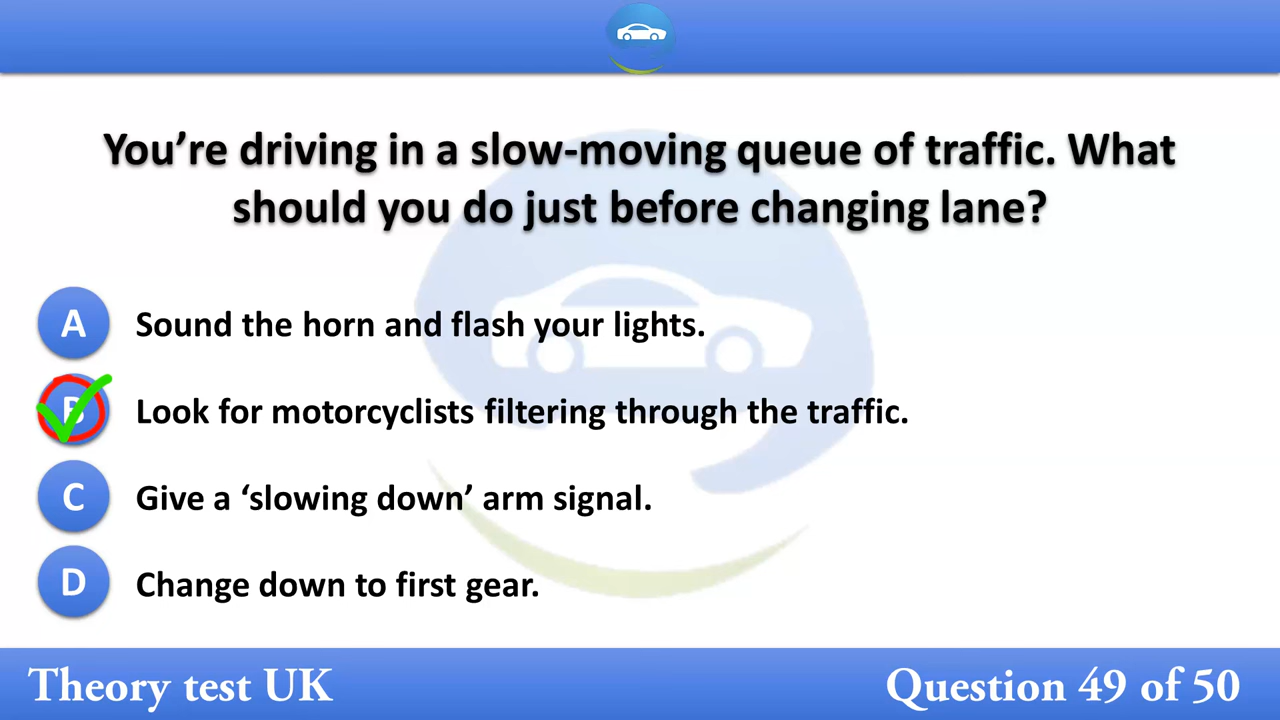 You’re driving in a slow-moving queue of traffic. What
should you do just before changing lane?
A Sound the horn and flash your lights.
B Look for motorcyclists filtering through the traffic.
C Give a ‘slowing down’ arm signal.
D Change down to first gear.
Theory test UK Question 49 of 50